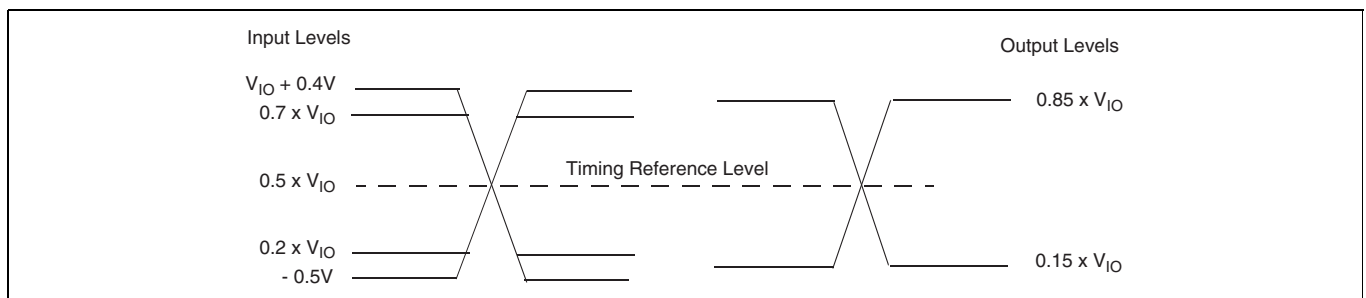 Input Levels
Output Levels
V_IO + 0.4V
0.7 x V_IO
0.85 x V_IO
Timing Reference Level
0.5 x V_IO
0.2 x V_IO
0.15 x V_IO
- 0.5V